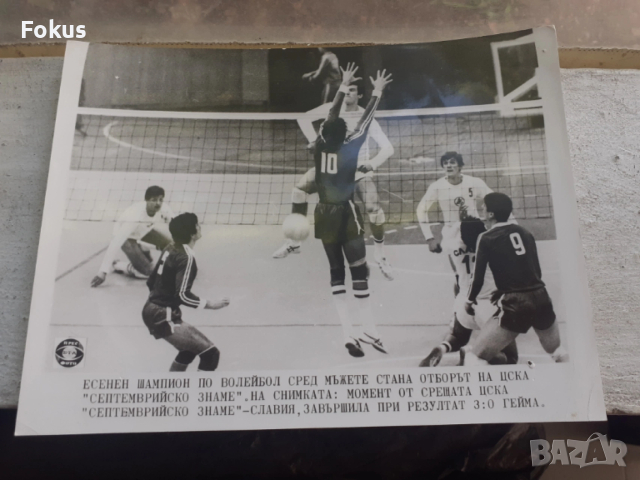 Fokus
10
5
9
ЕСЕНЕН ШАМПИОН ПО ВОЛЕЙБОЛ СРЕД МЪЖЕТЕ СТАНА ОТБОРЪТ НА ЦСКА
"СЕПТЕМВРИЙСКО ЗНАМЕ".НА СНИМКАТА: МОМЕНТ ОТ СРЕЩАТА ЦСКА
"СЕПТЕМВРИЙСКО ЗНАМЕ"-СЛАВИЯ,ЗАВЪРШИЛА ПРИ РЕЗУЛТАТ 3:0 ГЕЙМА.
BAZAR.bg